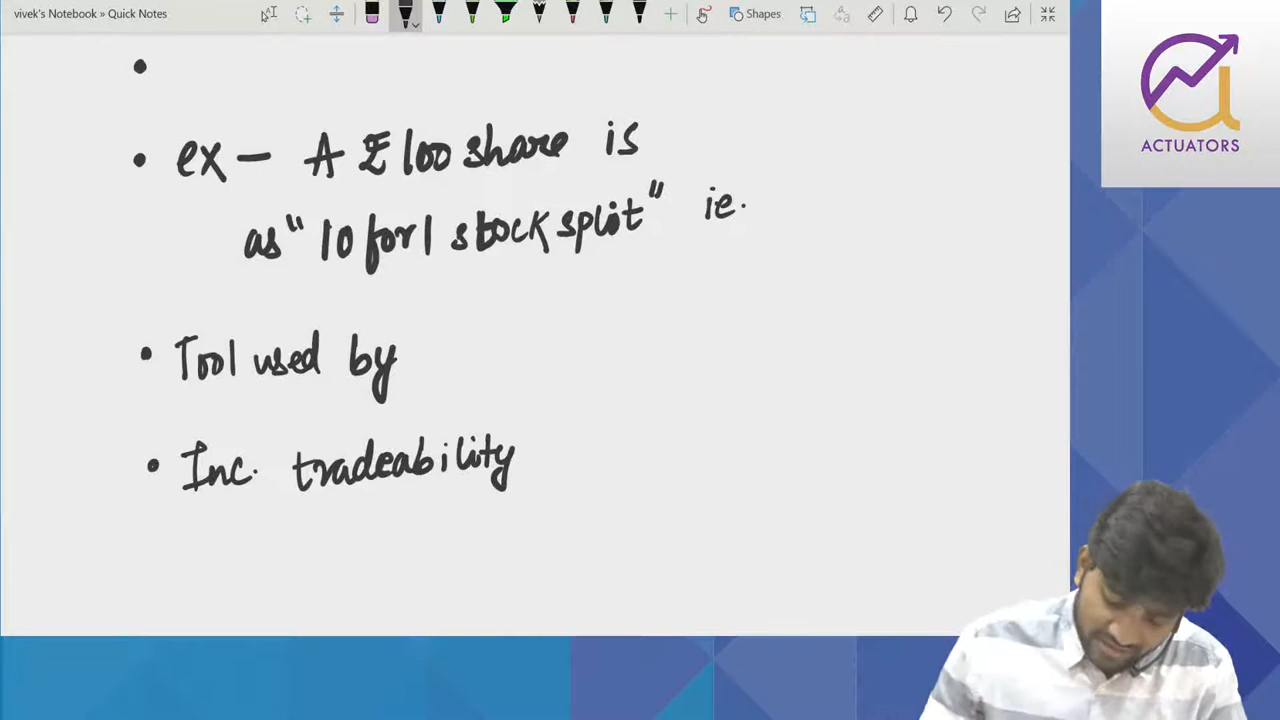 vivek's Notebook » Quick Notes
Shapes
ACTUATORS
•
• ex – A £100 share is
as "10 for 1 stock split" ie.
• Tool used by
• Inc. tradeability